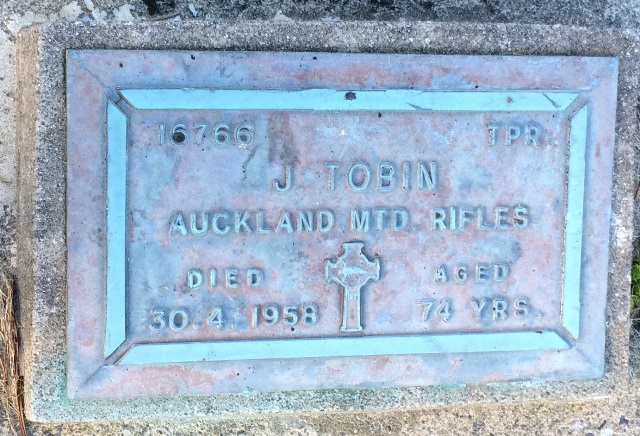 16766 TPR.
J. TOBIN
AUCKLAND MTD. RIFLES
DIED AGED
30.4.1958 74 YRS.